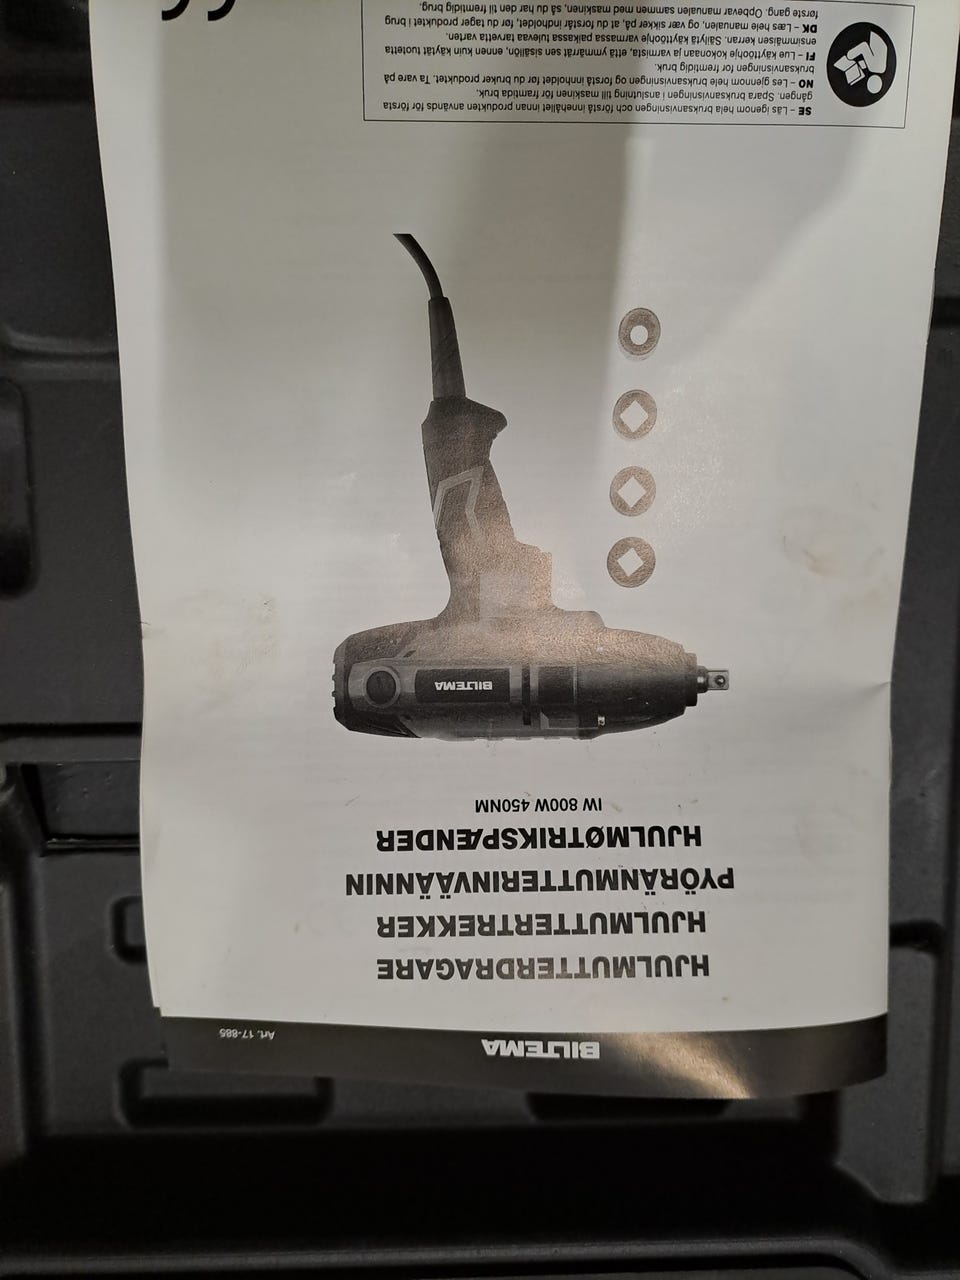 BILTEMA
Art. 17-885
HJULMUTTERDRAGARE
HJULMUTTERTREKKER
PYÖRÄNMUTTERINVÄÄNNIN
HJULMØTRIKSPÆNDER
IW 800W 450NM
BILTEMA
SE – Läs igenom hela bruksanvisningen och förstå innehållet innan produkten används för första
gången. Spara bruksanvisningen i anslutning till maskinen för framtida bruk.
NO – Les gjennom hele bruksanvisningen og forstå innholdet før du bruker produktet. Ta vare på
bruksanvisningen for fremtidig bruk.
FI – Lue käyttöohje kokonaan ja varmista, että ymmärrät sen sisällön, ennen kuin käytät tuotetta
ensimmäisen kerran. Säilytä käyttöohje varmassa paikassa tulevaa tarvetta varten.
DK – Læs hele manualen, og vær sikker på, at du forstår indholdet, før du tager produktet i brug
første gang. Opbevar manualen sammen med maskinen, så du har den til fremtidig brug.
CE